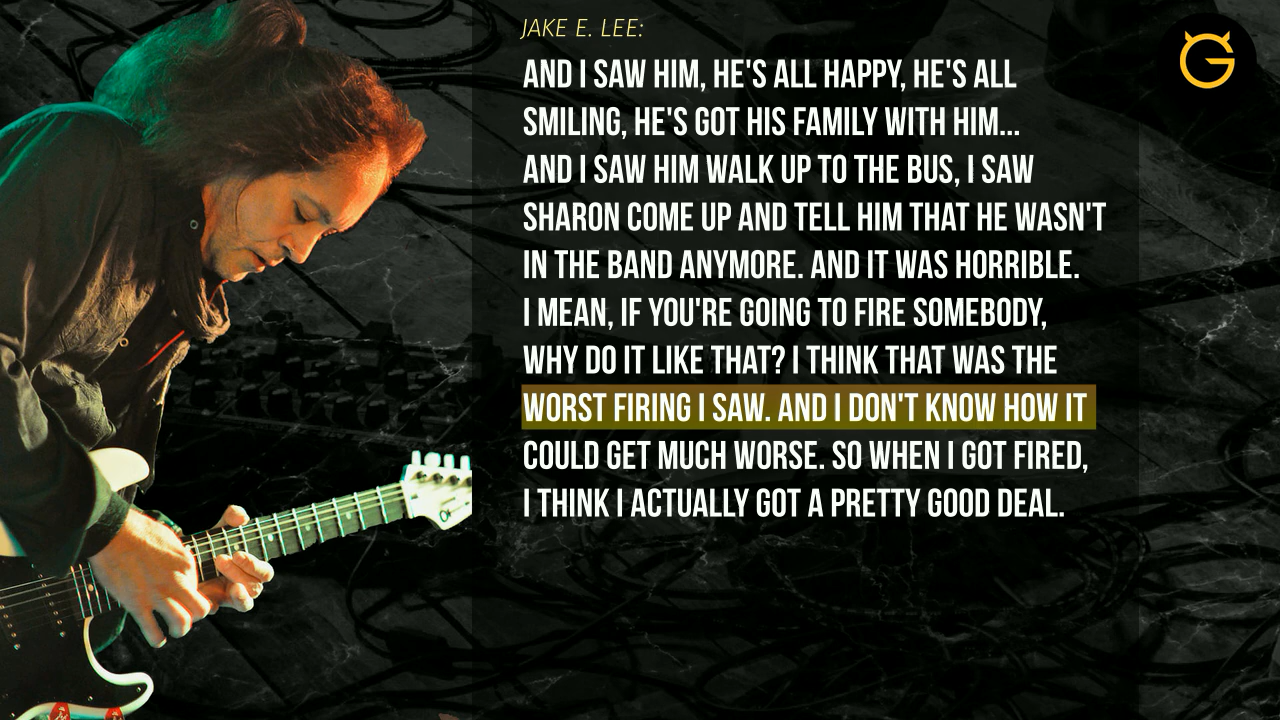 JAKE E. LEE:
AND I SAW HIM, HE'S ALL HAPPY, HE'S ALL
SMILING, HE'S GOT HIS FAMILY WITH HIM...
AND I SAW HIM WALK UP TO THE BUS, I SAW
SHARON COME UP AND TELL HIM THAT HE WASN'T
IN THE BAND ANYMORE. AND IT WAS HORRIBLE.
I MEAN, IF YOU'RE GOING TO FIRE SOMEBODY,
WHY DO IT LIKE THAT? I THINK THAT WAS THE
WORST FIRING I SAW. AND I DON'T KNOW HOW IT
COULD GET MUCH WORSE. SO WHEN I GOT FIRED,
I THINK I ACTUALLY GOT A PRETTY GOOD DEAL.